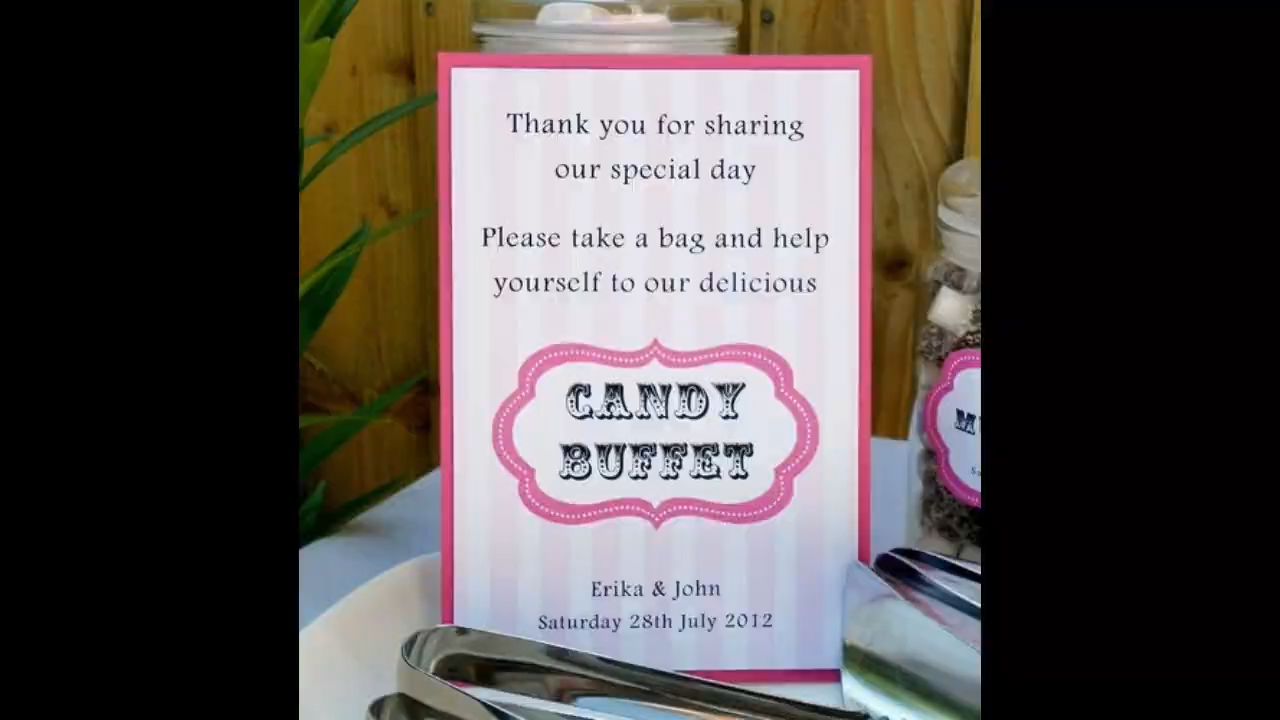 Thank you for sharing
our special day
Please take a bag and help
yourself to our delicious
CANDY
BUFFET
Erika & John
Saturday 28th July 2012